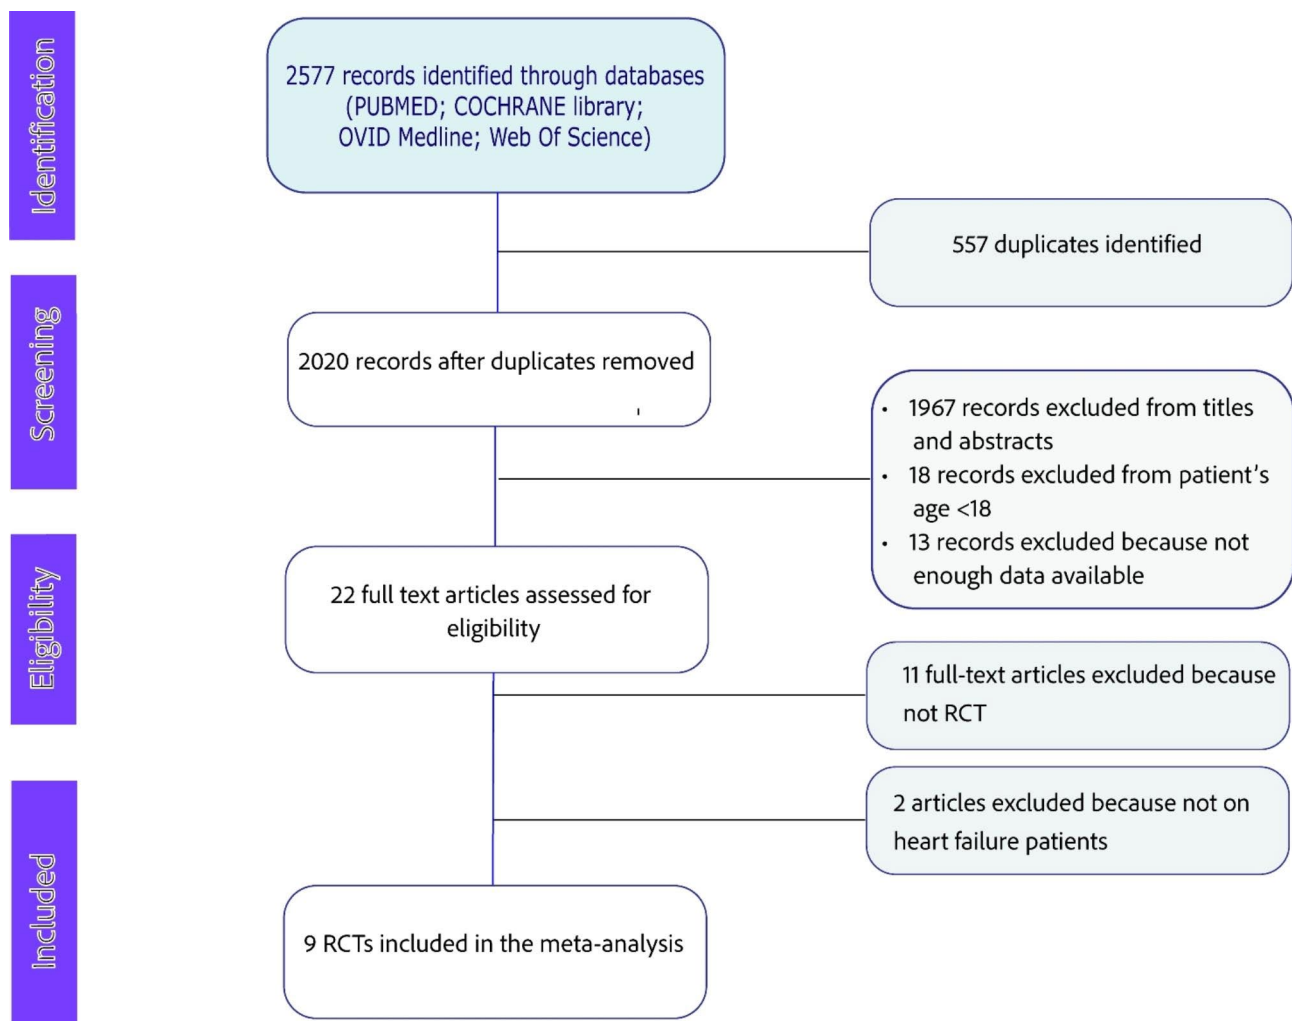 Identification
2577 records identified through databases
(PUBMED; COCHRANE library;
OVID Medline; Web Of Science)
557 duplicates identified
Screening
2020 records after duplicates removed
• 1967 records excluded from titles
and abstracts
• 18 records excluded from patient's
age <18
• 13 records excluded because not
enough data available
Eligibility
22 full text articles assessed for
eligibility
11 full-text articles excluded because
not RCT
2 articles excluded because not on
heart failure patients
Included
9 RCTs included in the meta-analysis